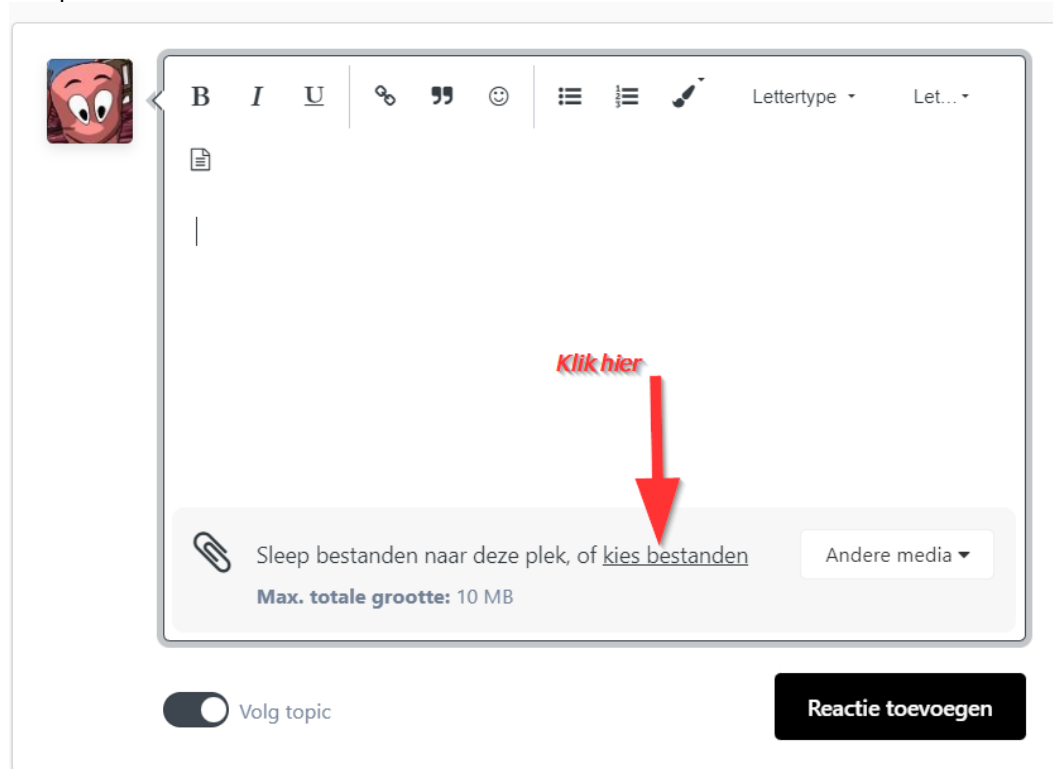 B I U Lettertype Let...
Klik hier
Sleep bestanden naar deze plek, of kies bestanden
Andere media
Max. totale grootte: 10 MB
Volg topic
Reactie toevoegen